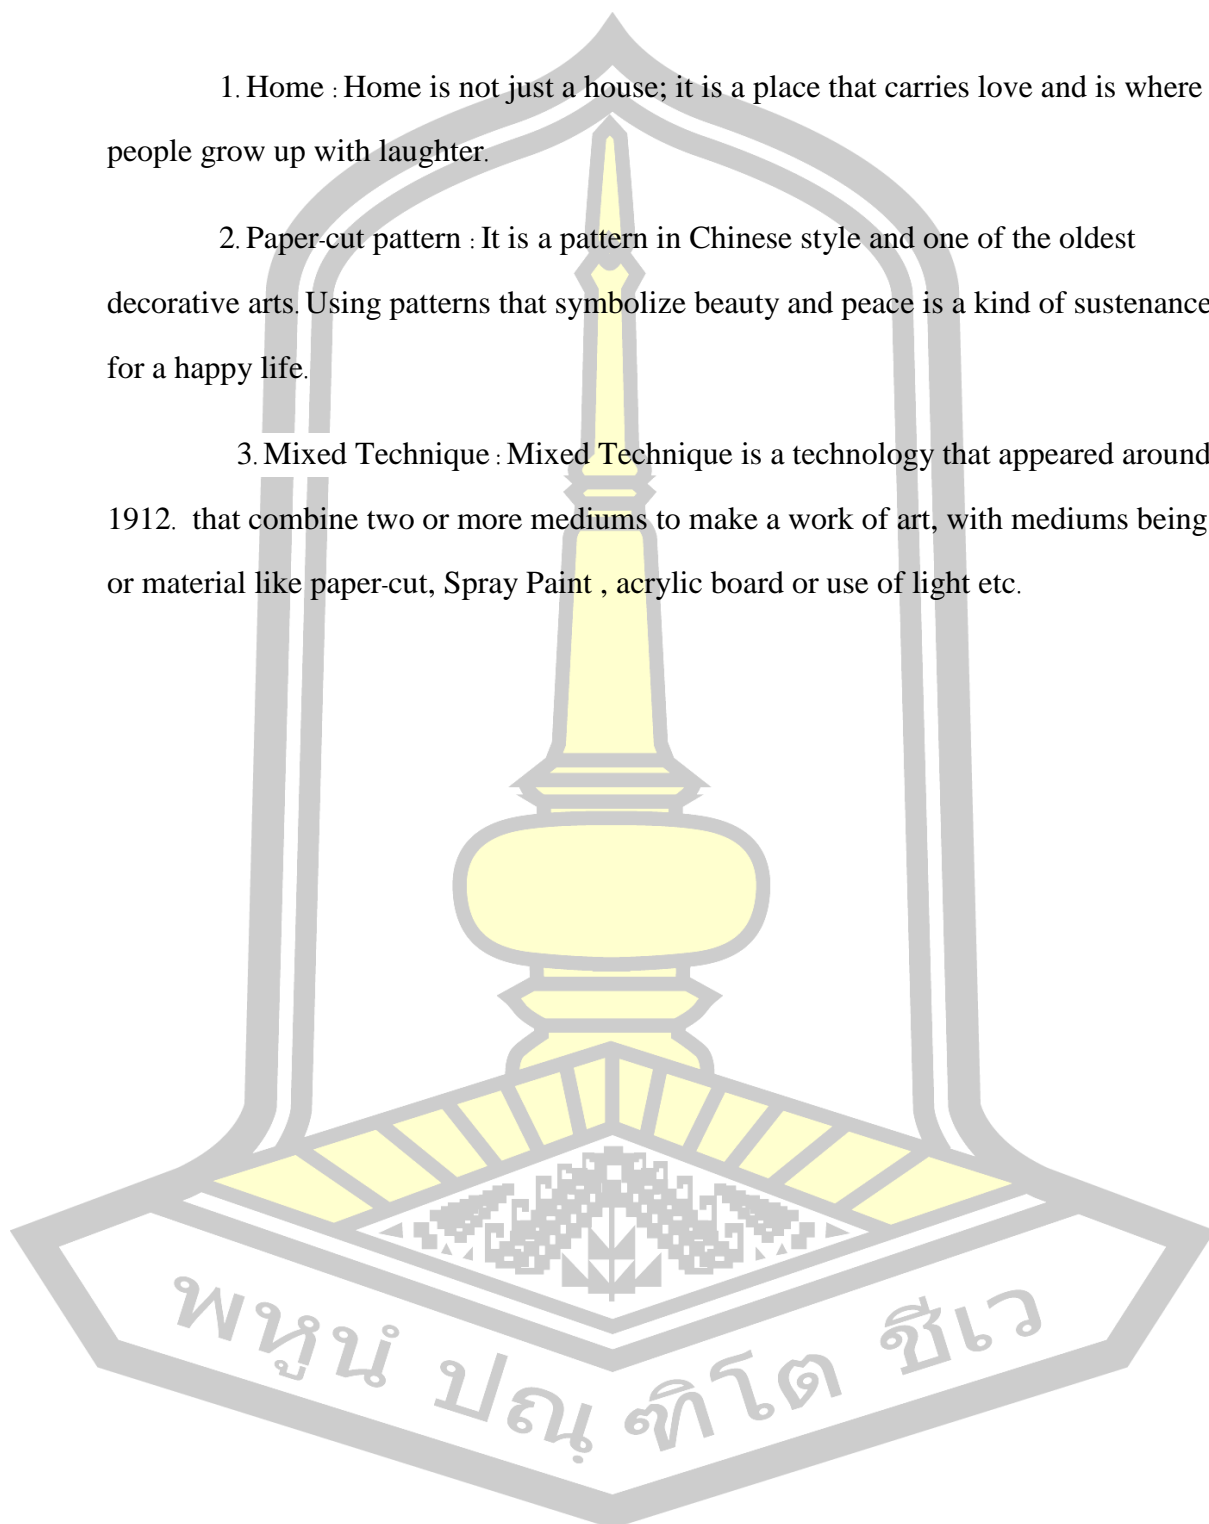 1. Home : Home is not just a house; it is a place that carries love and is where
people grow up with laughter.
2. Paper-cut pattern : It is a pattern in Chinese style and one of the oldest
decorative arts. Using patterns that symbolize beauty and peace is a kind of sustenance
for a happy life.
3. Mixed Technique : Mixed Technique is a technology that appeared around
1912. that combine two or more mediums to make a work of art, with mediums being
or material like paper-cut, Spray Paint , acrylic board or use of light etc.
พหูนํ ปณฺฑิโต ชีเว